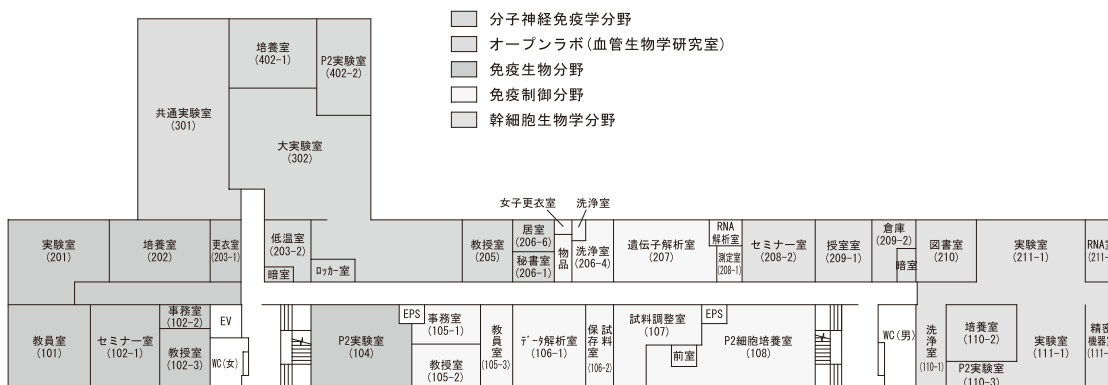 分子神経免疫学分野
オープンラボ(血管生物学研究室)
免疫生物分野
免疫制御分野
幹細胞生物学分野
培養室
(402-1)
P2実験室
(402-2)
共通実験室
(301)
大実験室
(302)
女子更衣室
洗浄室
実験室
(201)
培養室
(202)
更衣室
(203-1)
低温室
(203-2)
暗室
ロッカー室
教授室
(205)
居室
(206-6)
秘書室
(206-1)
物品
洗浄室
(206-4)
遺伝子解析室
(207)
RNA
解析室
測定室
(208-1)
セミナー室
(208-2)
授室室
(209-1)
倉庫
(209-2)
暗室
図書室
(210)
実験室
(211-1)
RNA室
(211-
教員室
(101)
セミナー室
(102-1)
事務室
(102-2)
教授室
(102-3)
EV
WC(女)
P2実験室
(104)
EPS
事務室
(105-1)
教授室
(105-2)
教員室
(105-3)
データ解析室
(106-1)
試料
保存室
(106-2)
試料調整室
(107)
前室
EPS
P2細胞培養室
(108)
WC(男)
洗浄室
(110-1)
培養室
(110-2)
P2実験室
(110-3)
実験室
(111-1)
精密
機器室
(111-